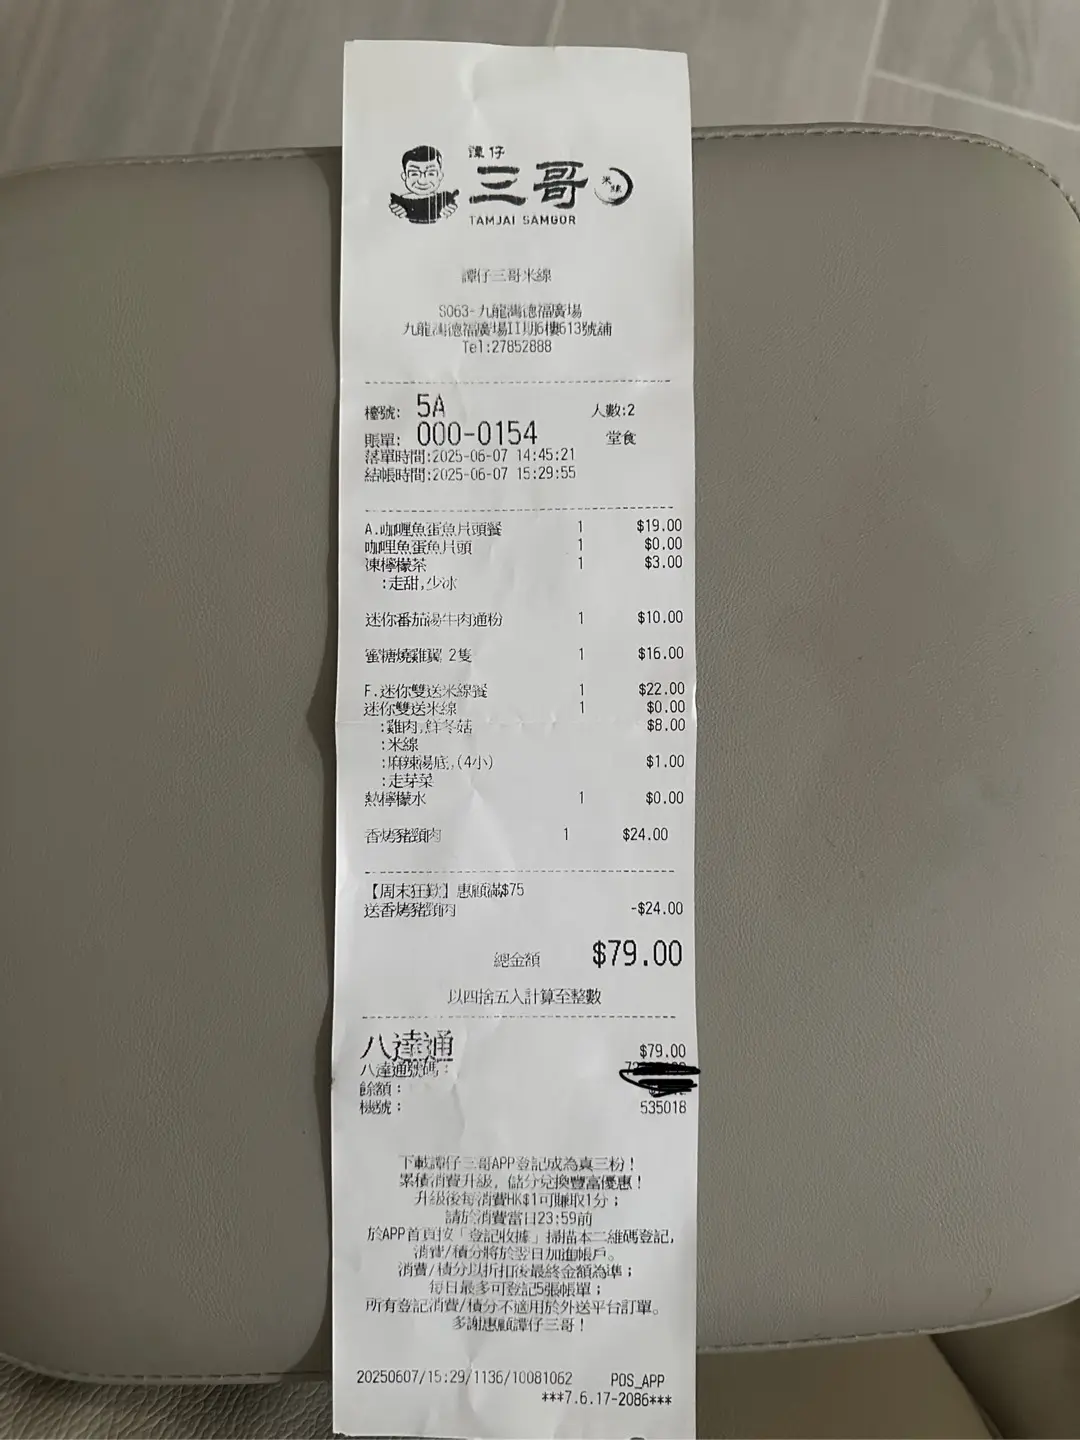 譚仔
三哥
米線
TAMJAI SAMGOR
譚仔三哥米線
S063-九龍灣德福廣場
九龍灣德福廣場II期6樓613號舖
Tel:27852888
檯號: 5A 人數:2
賬單: 000-0154 堂食
落單時間:2025-06-07 14:45:21
結帳時間:2025-06-07 15:29:55
A.咖喱魚蛋魚片頭餐 1 $19.00
咖哩魚蛋魚片頭 1 $0.00
凍檸檬茶 1 $3.00
:走甜,少冰
迷你番茄湯牛肉通粉 1 $10.00
蜜糖燒雞翼 2隻 1 $16.00
F.迷你雙送米線餐 1 $22.00
迷你雙送米線 1 $0.00
:雞肉,鮮冬菇 $8.00
:米線
:麻辣湯底,(4小) $1.00
:走芽菜
熱檸檬水 1 $0.00
香烤豬頸肉 1 $24.00
【周末狂歡】惠顧滿$75
送香烤豬頸肉 -$24.00
總金額 $79.00
以四捨五入計算至整數
八達通 $79.00
八達通號碼:
餘額:
機號: 535018
下載譚仔三哥APP登記成為真三粉!
累積消費升級, 儲分兌換豐富優惠!
升級後每消費HK$1可賺取1分;
請於消費當日23:59前
於APP首頁按「登記收據」掃描本二維碼登記,
消費/積分將於翌日加進帳戶。
消費/積分以折扣後最終金額為準;
每日最多可登記5張帳單;
所有登記消費/積分不適用於外送平台訂單。
多謝惠顧譚仔三哥!
20250607/15:29/1136/10081062 POS_APP
***7.6.17-2086***